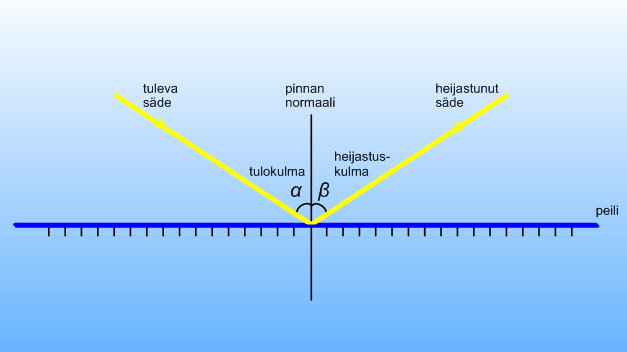 tuleva
säde
pinnan
normaali
heijastunut
säde
tulokulma
heijastus-
kulma
α
β
peili